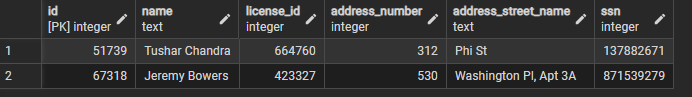 id name license_id address_number address_street_name ssn
[PK] integer text integer integer text integer
1 51739 Tushar Chandra 664760 312 Phi St 137882671
2 67318 Jeremy Bowers 423327 530 Washington Pl, Apt 3A 871539279